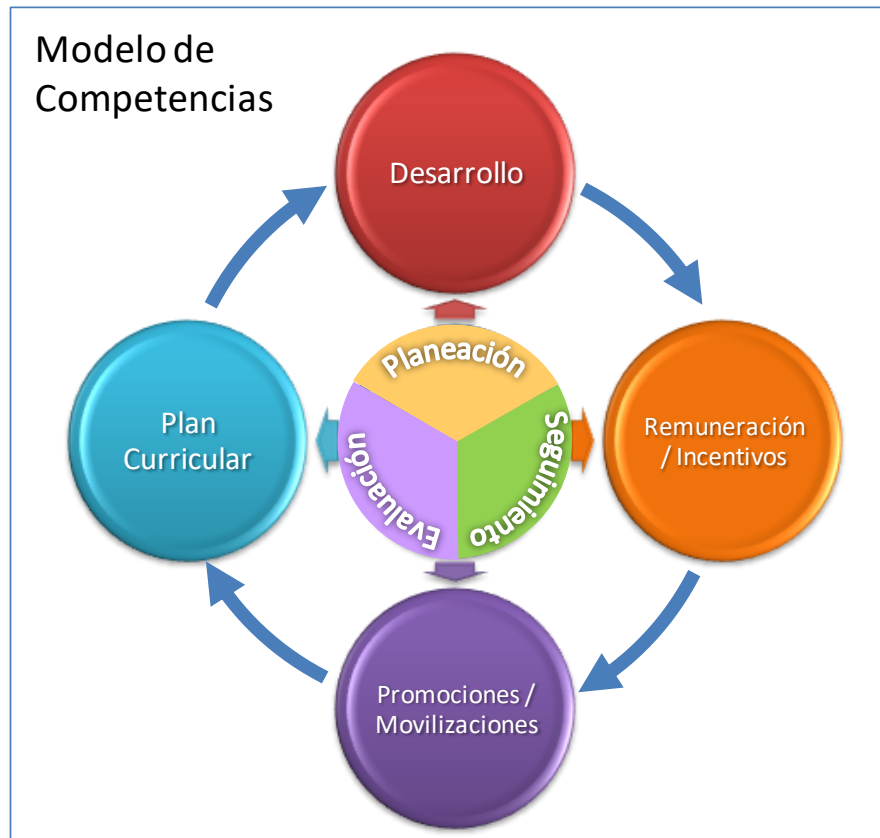 Modelo de
Competencias
Desarrollo
Planeación
Seguimiento
Evaluación
Plan
Curricular
Remuneración
/ Incentivos
Promociones /
Movilizaciones